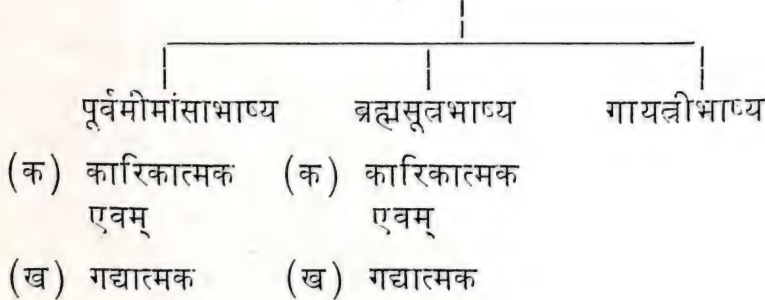 पूर्वमीमांसाभाष्य ब्रह्मसूत्रभाष्य गायत्रीभाष्य
(क) कारिकात्मक (क) कारिकात्मक
एवम् एवम्
(ख) गद्यात्मक (ख) गद्यात्मक